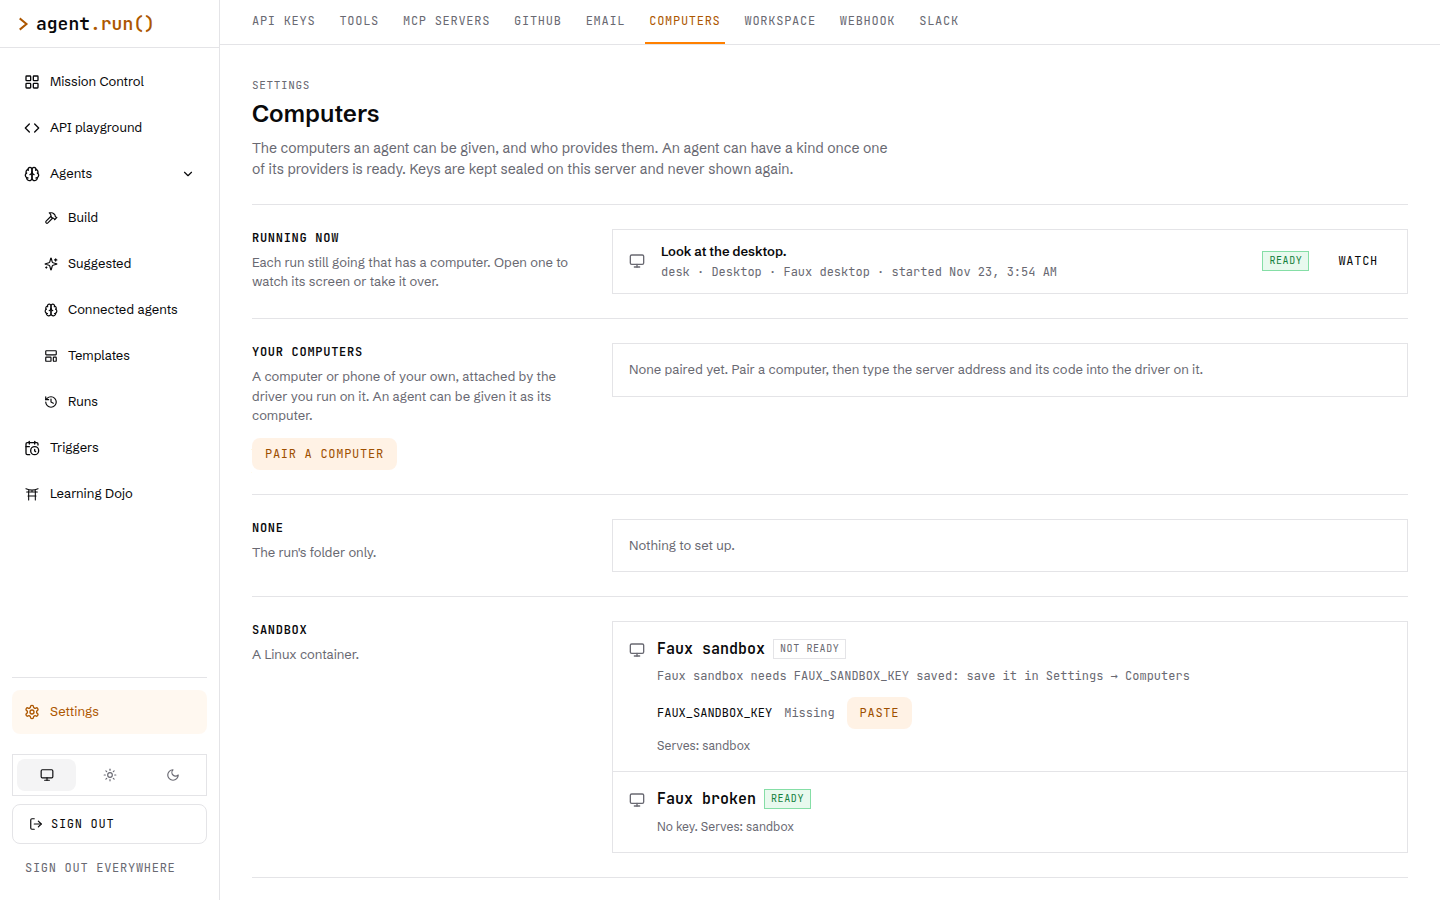 agent.run()
Mission Control
API playground
Agents
Build
Suggested
Connected agents
Templates
Runs
Triggers
Learning Dojo
Settings
SIGN OUT
SIGN OUT EVERYWHERE
API KEYS TOOLS MCP SERVERS GITHUB EMAIL COMPUTERS WORKSPACE WEBHOOK SLACK
SETTINGS
Computers
The computers an agent can be given, and who provides them. An agent can have a kind once one
of its providers is ready. Keys are kept sealed on this server and never shown again.
RUNNING NOW
Each run still going that has a computer. Open one to
watch its screen or take it over.
Look at the desktop.
desk · Desktop · Faux desktop · started Nov 23, 3:54 AM
READY
WATCH
YOUR COMPUTERS
A computer or phone of your own, attached by the
driver you run on it. An agent can be given it as its
computer.
PAIR A COMPUTER
None paired yet. Pair a computer, then type the server address and its code into the driver on it.
NONE
The run's folder only.
Nothing to set up.
SANDBOX
A Linux container.
Faux sandbox NOT READY
Faux sandbox needs FAUX_SANDBOX_KEY saved: save it in Settings → Computers
FAUX_SANDBOX_KEY Missing PASTE
Serves: sandbox
Faux broken READY
No key. Serves: sandbox